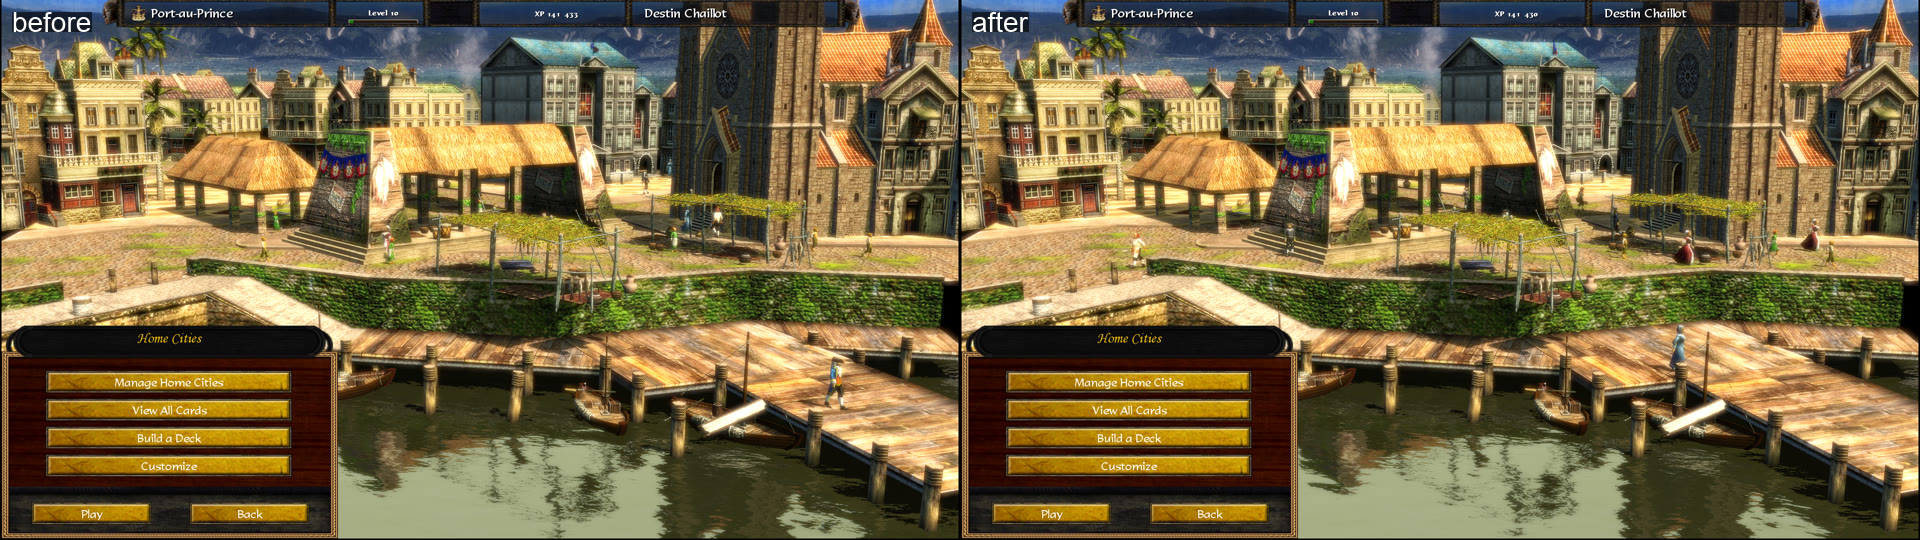 before
Port-au-Prince
Level 10
XP 141 433
Destin Chaillot
Home Cities
Manage Home Cities
View All Cards
Build a Deck
Customize
Play
Back
after
Port-au-Prince
Level 10
XP 141 430
Destin Chaillot
Home Cities
Manage Home Cities
View All Cards
Build a Deck
Customize
Play
Back